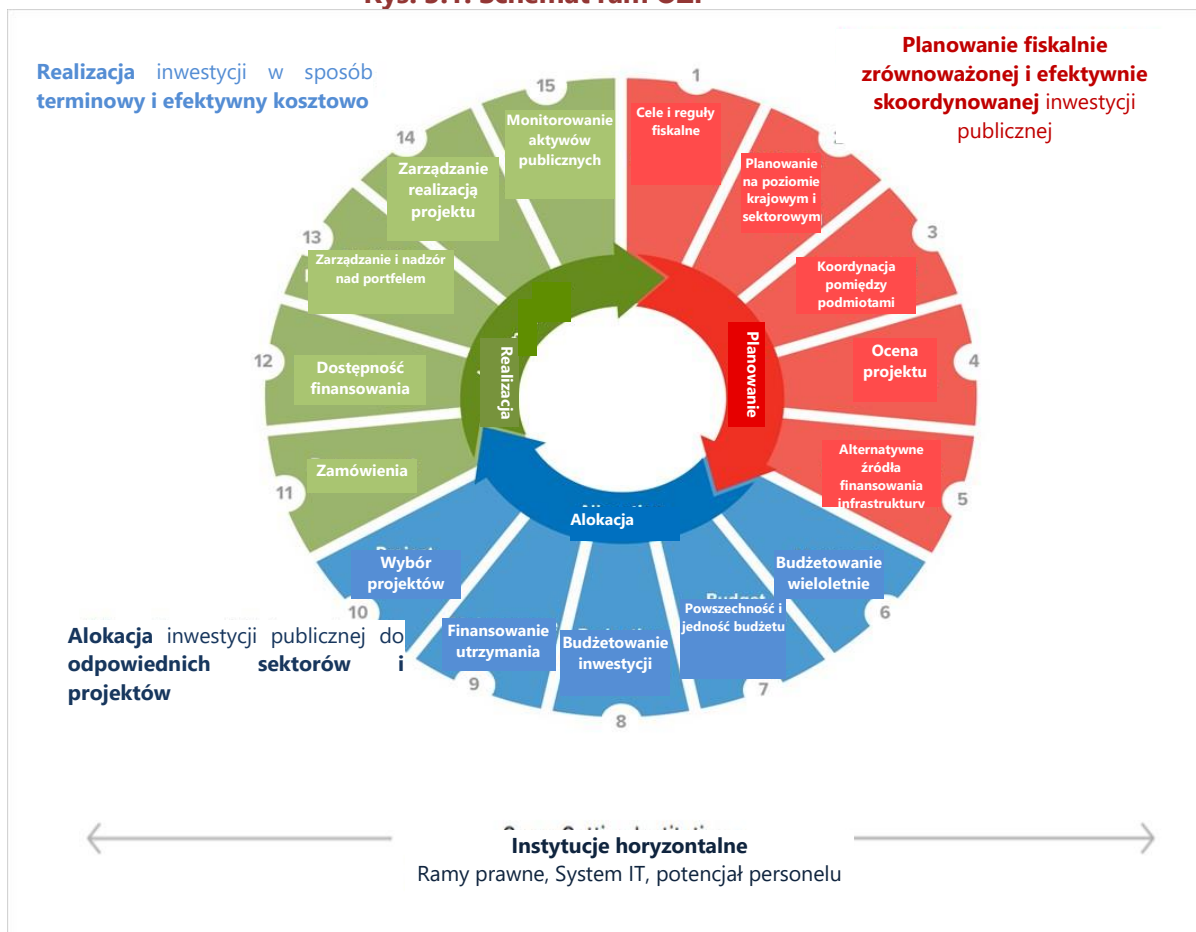 Realizacja inwestycji w sposób
terminowy i efektywny kosztowo
Planowanie fiskalnie
zrównoważonej i efektywnie
skoordynowanej inwestycji
publicznej
1
Cele i reguły
fiskalne
Planowanie
na poziomie
krajowym i
sektorowym
3
Koordynacja
pomiędzy
podmiotami
4
Ocena
projektu
5
Alternatywne
źródła
finansowania
infrastruktury
6
Budżetowanie
wieloletnie
7
Powszechność i
jedność budżetu
8
Budżetowanie
inwestycji
9
Finansowanie
utrzymania
10
Wybór
projektów
11
Zamówienia
12
Dostępność
finansowania
13
Zarządzanie i nadzór
nad portfelem
14
Zarządzanie
realizacją
projektu
15
Monitorowanie
aktywów
publicznych
Planowanie
Alokacja
Realizacja
Alokacja inwestycji publicznej do
odpowiednich sektorów i
projektów
Instytucje horyzontalne
Ramy prawne, System IT, potencjał personelu